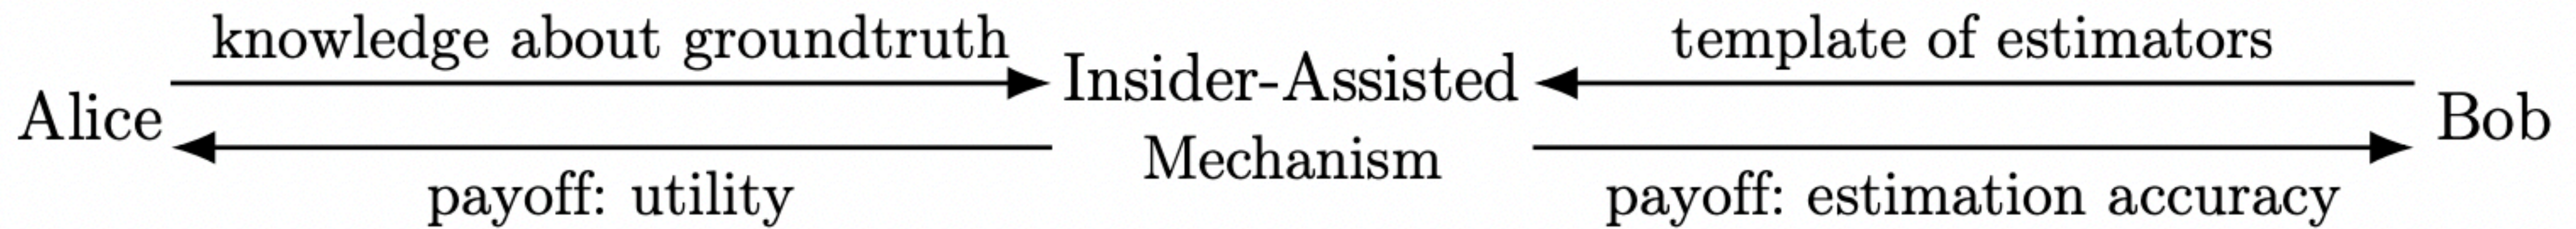 knowledge about groundtruth
template of estimators
Alice
Insider-Assisted
Mechanism
Bob
payoff: utility
payoff: estimation accuracy